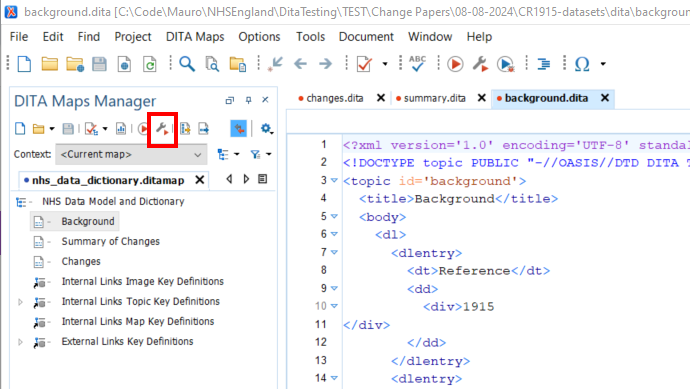 background.dita [C:\Code\Mauro\NHSEngland\DitaTesting\TEST\Change Papers\08-08-2024\CR1915-datasets\dita\backgroun
File Edit Find Project DITA Maps Options Tools Document Window Help
DITA Maps Manager
Context: <Current map>
nhs_data_dictionary.ditamap
NHS Data Model and Dictionary
Background
Summary of Changes
Changes
Internal Links Image Key Definitions
Internal Links Topic Key Definitions
Internal Links Map Key Definitions
External Links Key Definitions
changes.dita summary.dita background.dita
1 <?xml version='1.0' encoding='UTF-8' standal
2 <!DOCTYPE topic PUBLIC "-//OASIS//DTD DITA T
3 <topic id='background'>
4 <title>Background</title>
5 <body>
6 <dl>
7 <dlentry>
8 <dt>Reference</dt>
9 <dd>
10 <div>1915
11 </div>
12 </dd>
13 </dlentry>
14 <dlentry>